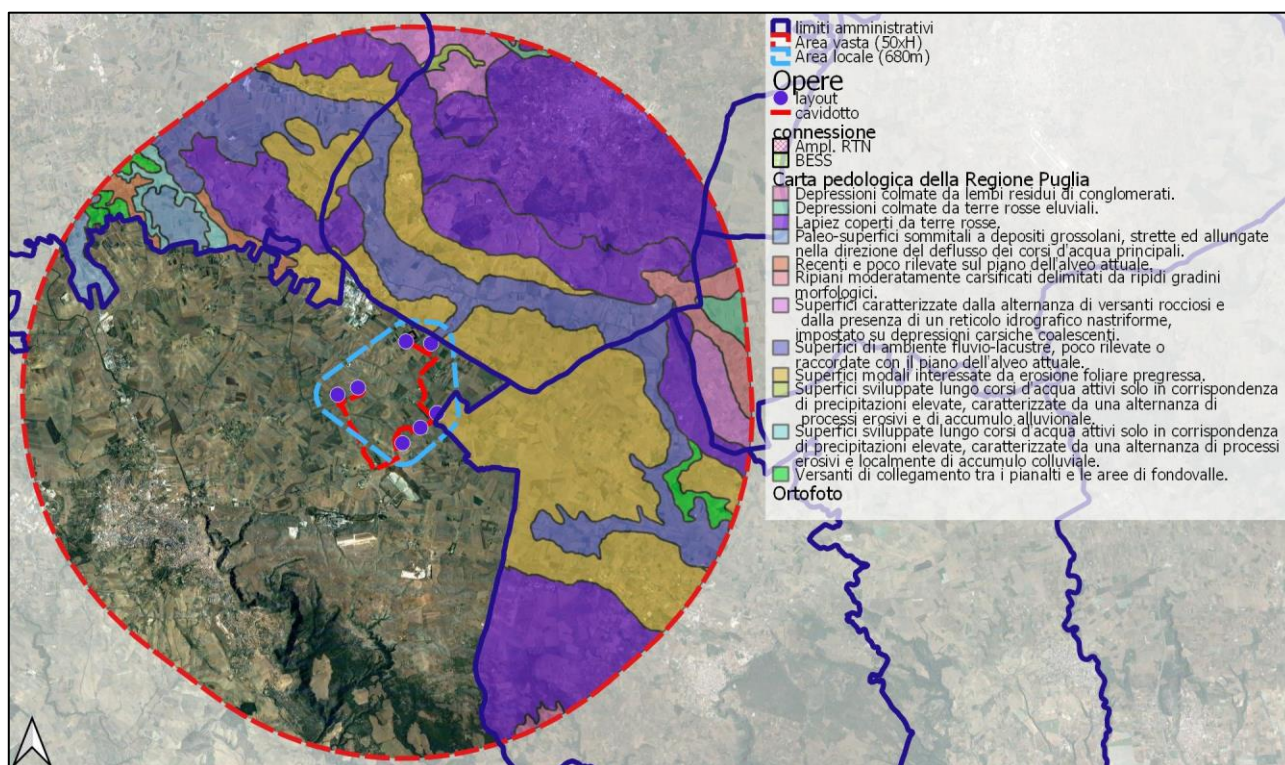 limiti amministrativi
Area vasta (50xH)
Area locale (680m)
Opere
layout
cavidotto
connessione
Ampl. RTN
BESS
Carta pedologica della Regione Puglia
Depressioni colmate da lembi residui di conglomerati.
Depressioni colmate da terre rosse eluviali.
Lapiez coperti da terre rosse.
Paleo-superfici sommitali a depositi grossolani, strette ed allungate
nella direzione del deflusso dei corsi d'acqua principali.
Recenti e poco rilevate sul piano dell'alveo attuale.
Ripiani moderatamente carsificati delimitati da ripidi gradini
morfologici.
Superfici caratterizzate dalla alternanza di versanti rocciosi e
dalla presenza di un reticolo idrografico nastriforme,
impostato su depressioni carsiche coalescenti.
Superfici di ambiente fluvio-lacustre, poco rilevate o
raccordate con il piano dell'alveo attuale.
Superfici modali interessate da erosione foliare pregressa.
Superfici sviluppate lungo corsi d'acqua attivi solo in corrispondenza
di precipitazioni elevate, caratterizzate da una alternanza di
processi erosivi e di accumulo alluvionale.
Superfici sviluppate lungo corsi d'acqua attivi solo in corrispondenza
di precipitazioni elevate, caratterizzate da una alternanza di processi
erosivi e localmente di accumulo colluviale.
Versanti di collegamento tra i pianalti e le aree di fondovalle.
Ortofoto